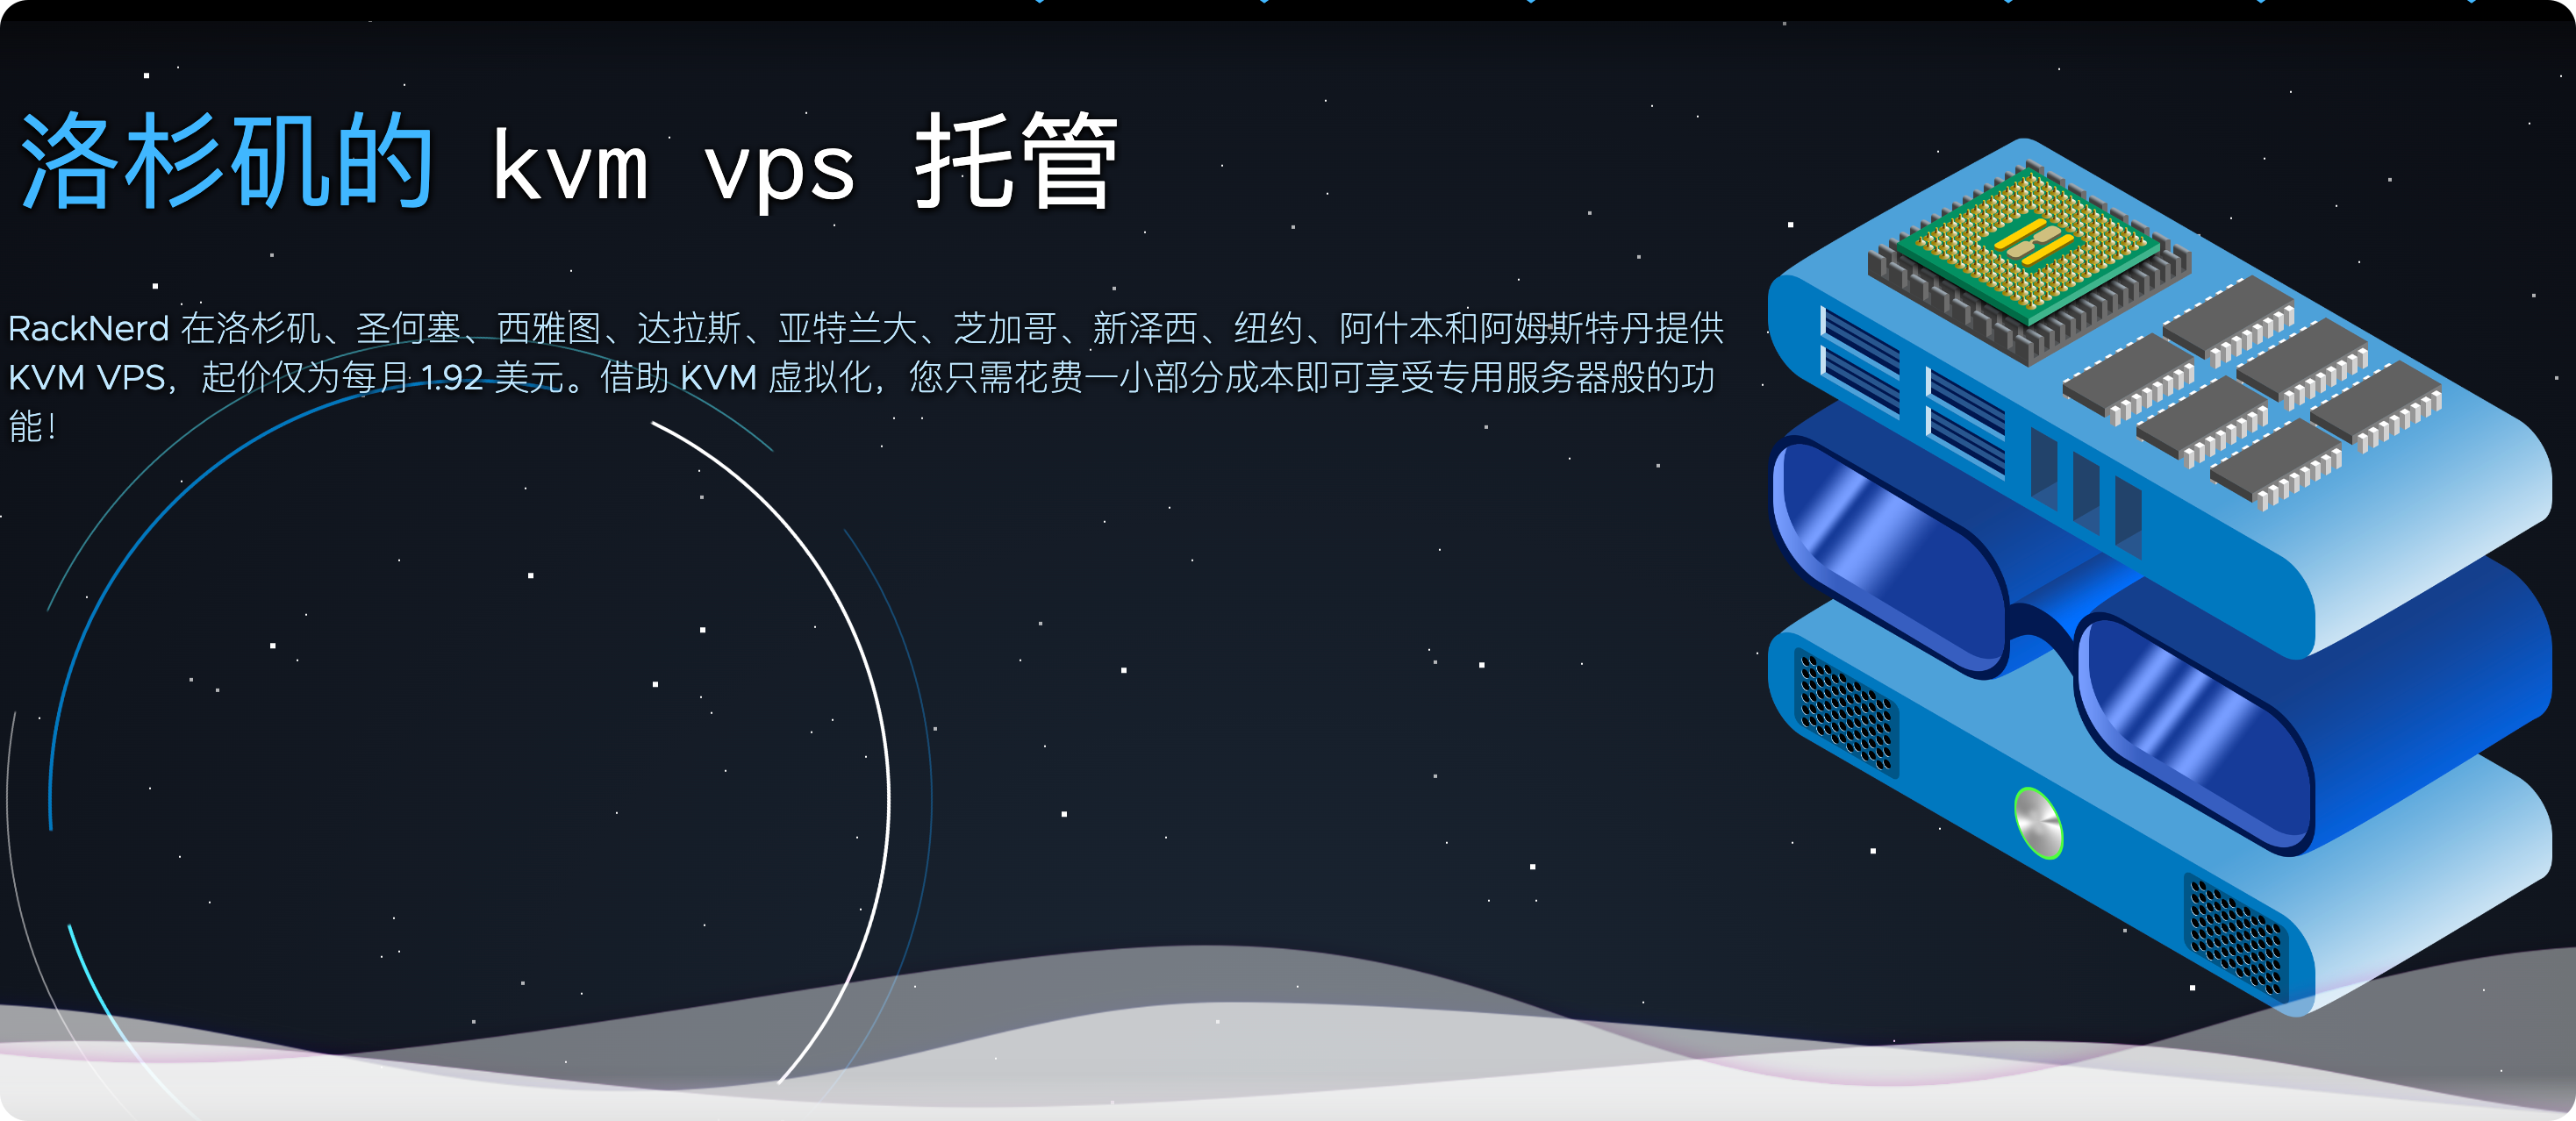 洛杉矶的 kvm vps 托管
RackNerd 在洛杉矶、圣何塞、西雅图、达拉斯、亚特兰大、芝加哥、新泽西、纽约、阿什本和阿姆斯特丹提供
KVM VPS，起价仅为每月 1.92 美元。借助 KVM 虚拟化，您只需花费一小部分成本即可享受专用服务器般的功
能！